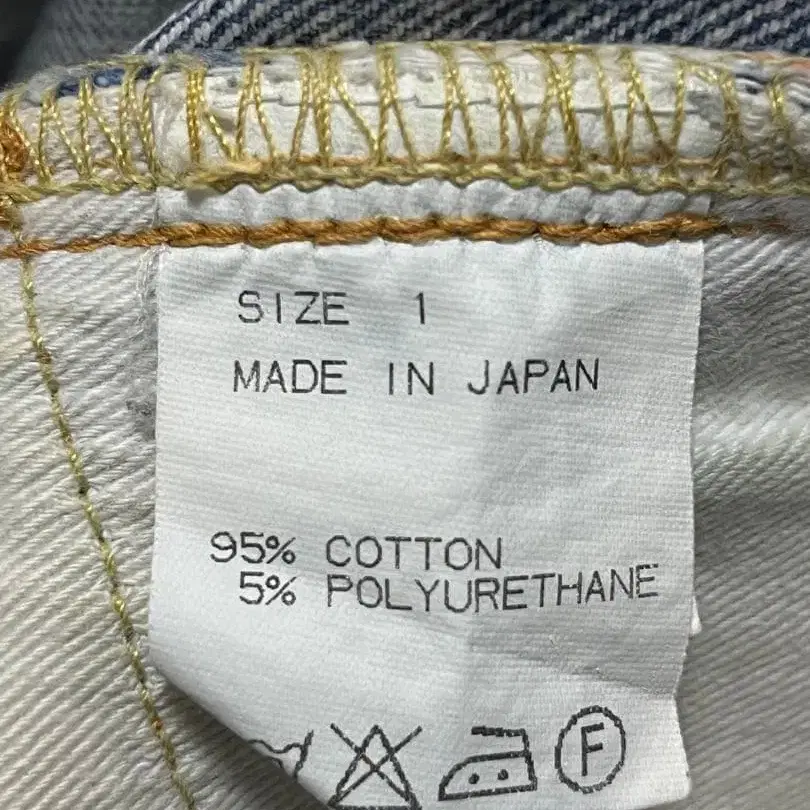 SIZE 1
MADE IN JAPAN
95% COTTON
5% POLYURETHANE
F